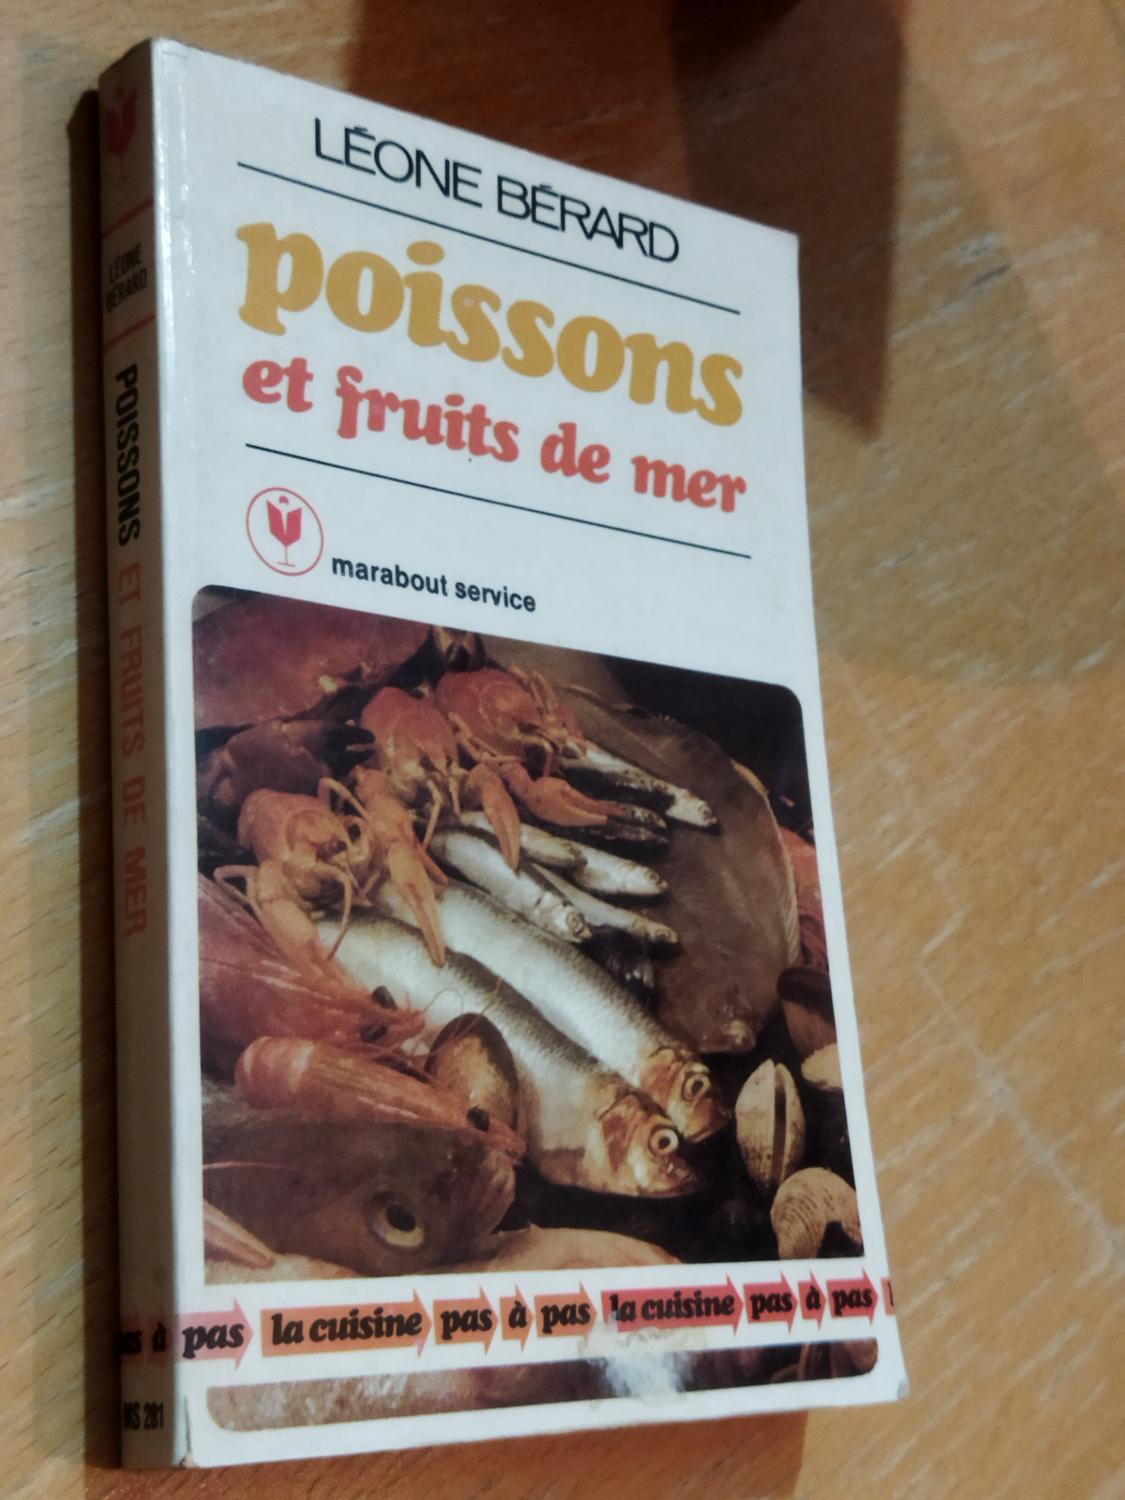 LÉONE BÉRARD
poissons
et fruits de mer
marabout service
pas la cuisine pas à pas la cuisine pas à pas
LÉONE
BÉRARD
POISSONS ET FRUITS DE MER
à
MS 281